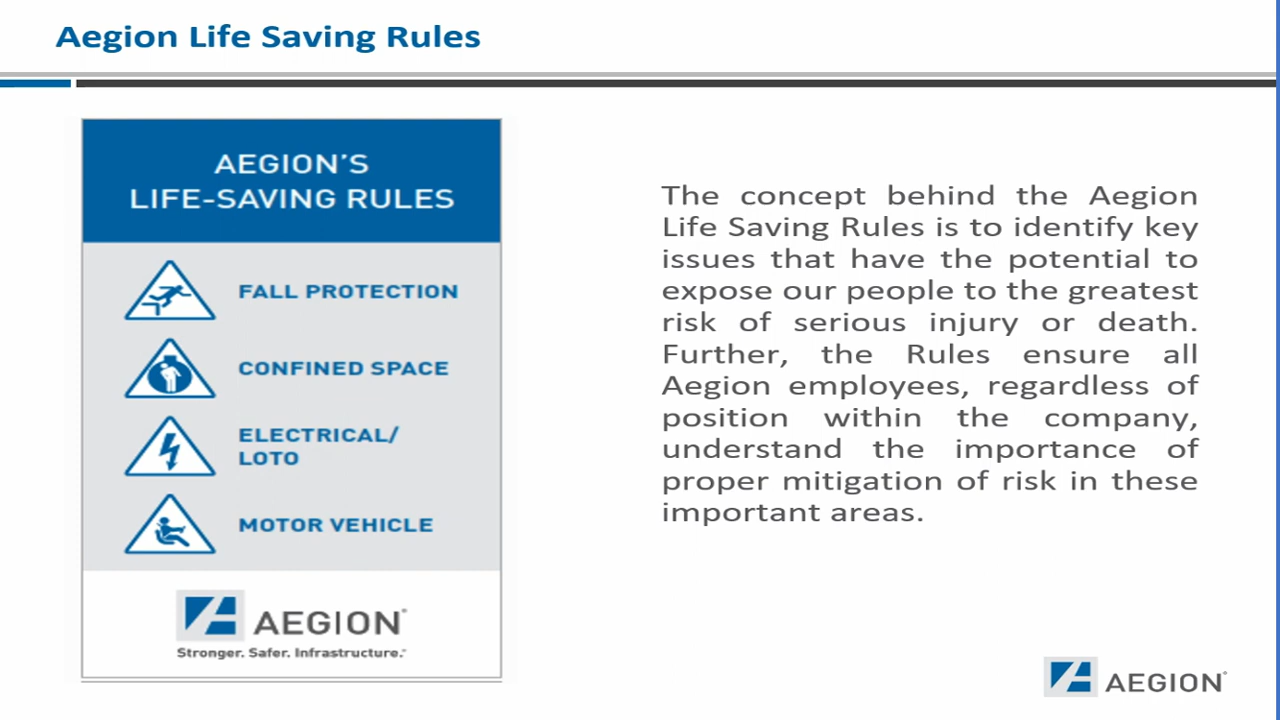 Aegion Life Saving Rules
AEGION'S
LIFE-SAVING RULES
FALL PROTECTION
CONFINED SPACE
ELECTRICAL/
LOTO
MOTOR VEHICLE
AEGION®
Stronger. Safer. Infrastructure.®
The concept behind the Aegion
Life Saving Rules is to identify key
issues that have the potential to
expose our people to the greatest
risk of serious injury or death.
Further, the Rules ensure all
Aegion employees, regardless of
position within the company,
understand the importance of
proper mitigation of risk in these
important areas.
AEGION®